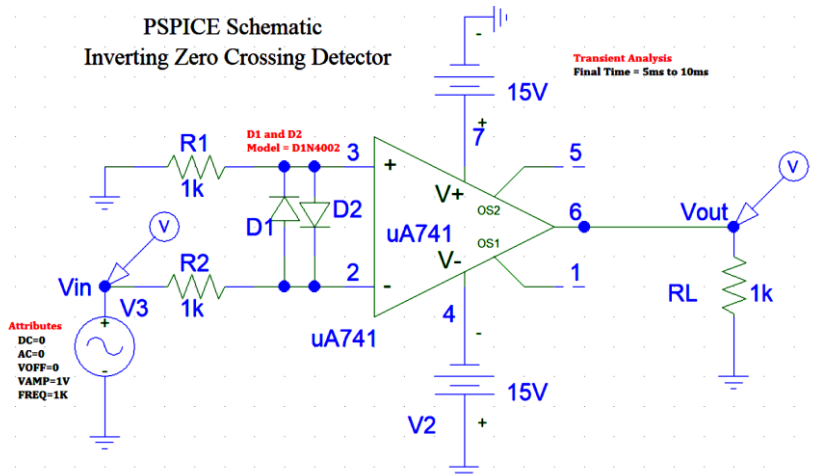 PSPICE Schematic
Inverting Zero Crossing Detector
Transient Analysis
Final Time = 5ms to 10ms
-
15V
+
7
D1 and D2
Model = D1N4002
R1
1k
3
+
5
V+
OS2
V
D1
D2
uA741
6
Vout
V
OS1
R2
1k
2
-
V-
1
RL
1k
Vin
V3
4
-
uA741
Attributes
DC=0
AC=0
VOFF=0
VAMP=1V
FREQ=1K
+
-
15V
V2
+